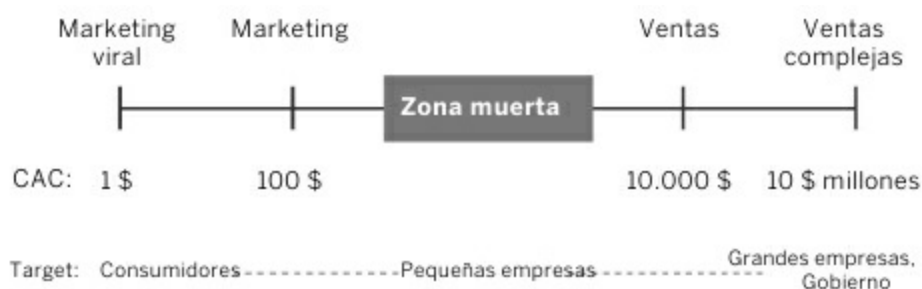 Marketing viral
Marketing
Ventas
Ventas complejas
Zona muerta
CAC: 1 $ 100 $ 10.000 $ 10 $ millones
Target: Consumidores Pequeñas empresas Grandes empresas, Gobierno